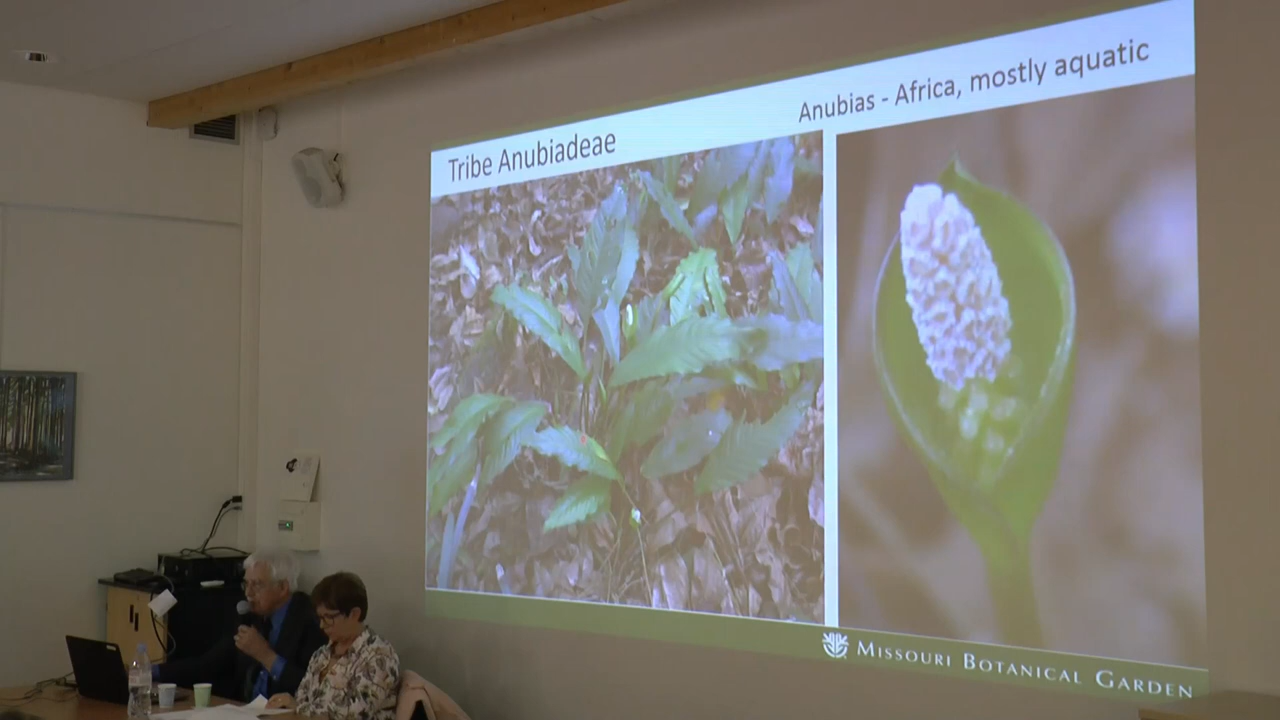 Tribe Anubiadeae
Anubias - Africa, mostly aquatic
MISSOURI BOTANICAL GARDEN